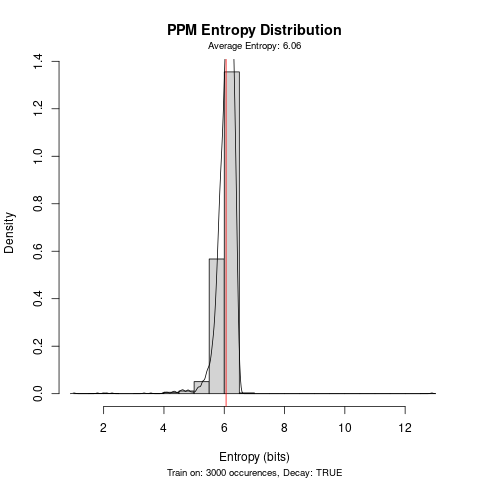 PPM Entropy Distribution
Average Entropy: 6.06
1.4
1.2
1.0
0.8
0.6
0.4
0.2
0.0
Density
2 4 6 8 10 12
Entropy (bits)
Train on: 3000 occurences, Decay: TRUE